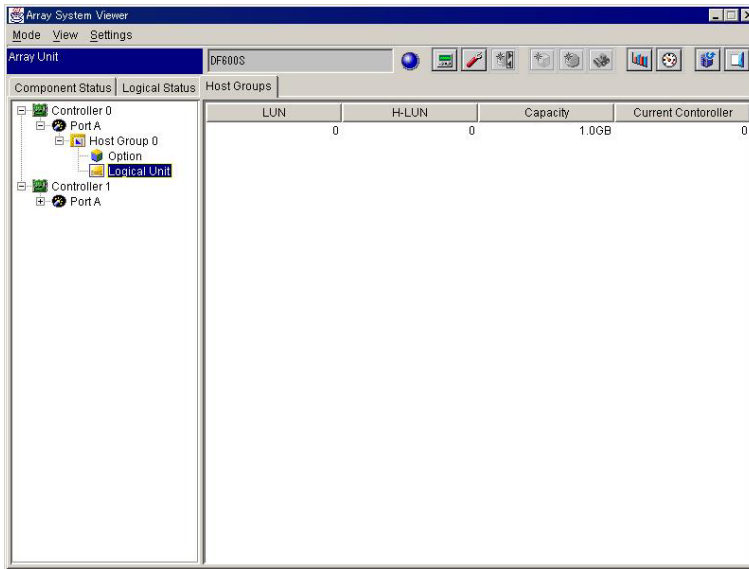 Array System Viewer
Mode View Settings
Array Unit
DF600S
Component Status Logical Status Host Groups
Controller 0
Port A
Host Group 0
Option
Logical Unit
Controller 1
Port A
LUN H-LUN Capacity Current Contoroller
0 0 1.0GB 0